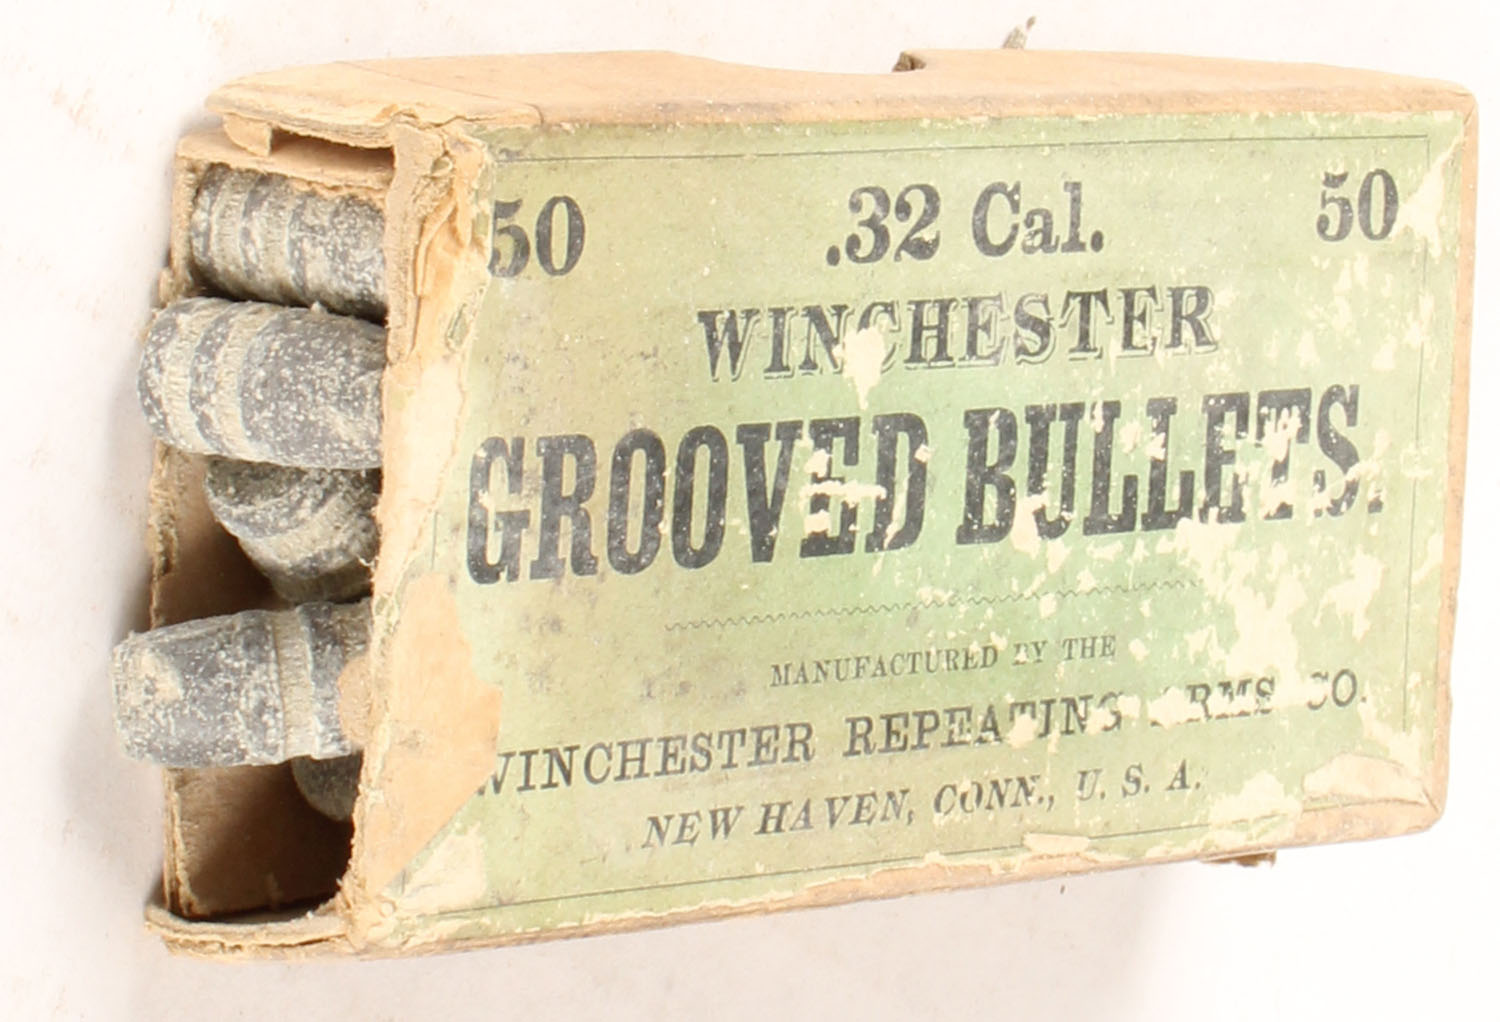 50 .32 Cal. 50
WINCHESTER
GROOVED BULLETS.
MANUFACTURED BY THE
WINCHESTER REPEATING ARMS CO.
NEW HAVEN, CONN., U. S. A.